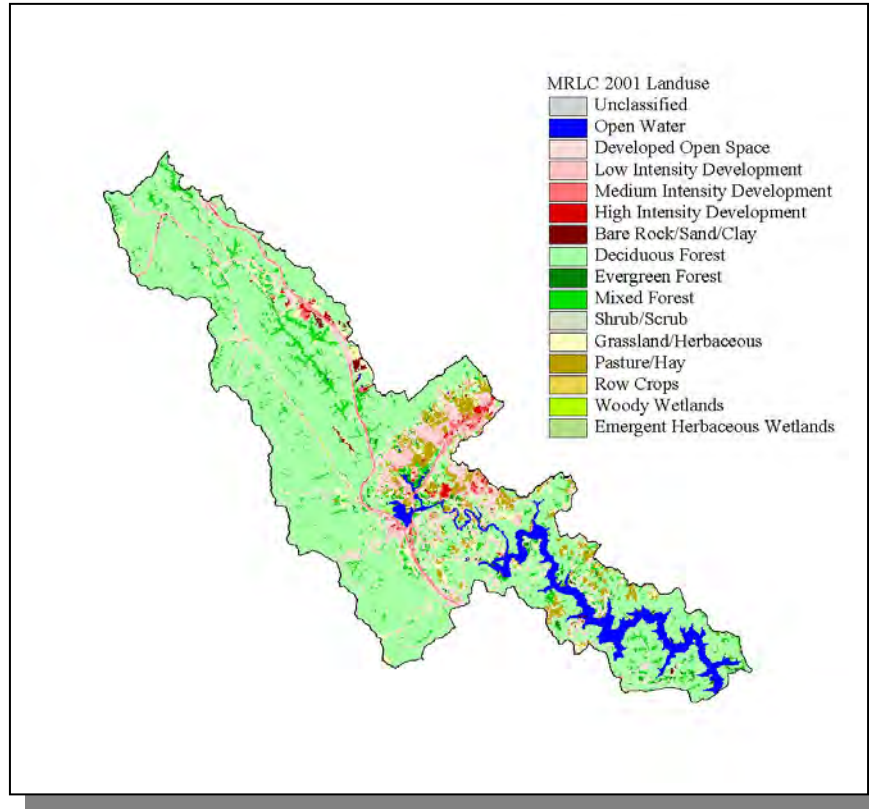 MRLC 2001 Landuse
Unclassified
Open Water
Developed Open Space
Low Intensity Development
Medium Intensity Development
High Intensity Development
Bare Rock/Sand/Clay
Deciduous Forest
Evergreen Forest
Mixed Forest
Shrub/Scrub
Grassland/Herbaceous
Pasture/Hay
Row Crops
Woody Wetlands
Emergent Herbaceous Wetlands